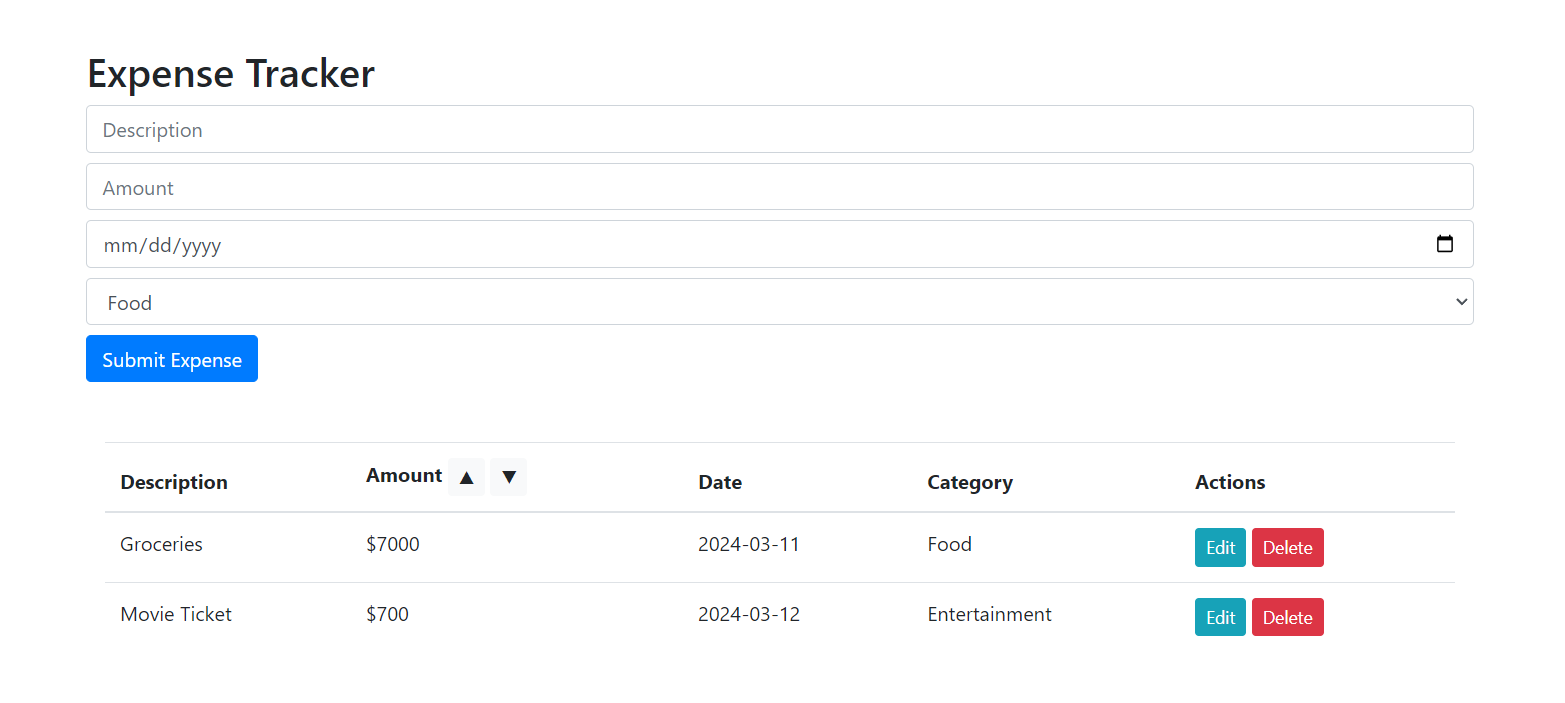 Expense Tracker
Description
Amount
mm/dd/yyyy
Food
Submit Expense
Description Amount ▲ ▼ Date Category Actions
Groceries $7000 2024-03-11 Food Edit Delete
Movie Ticket $700 2024-03-12 Entertainment Edit Delete